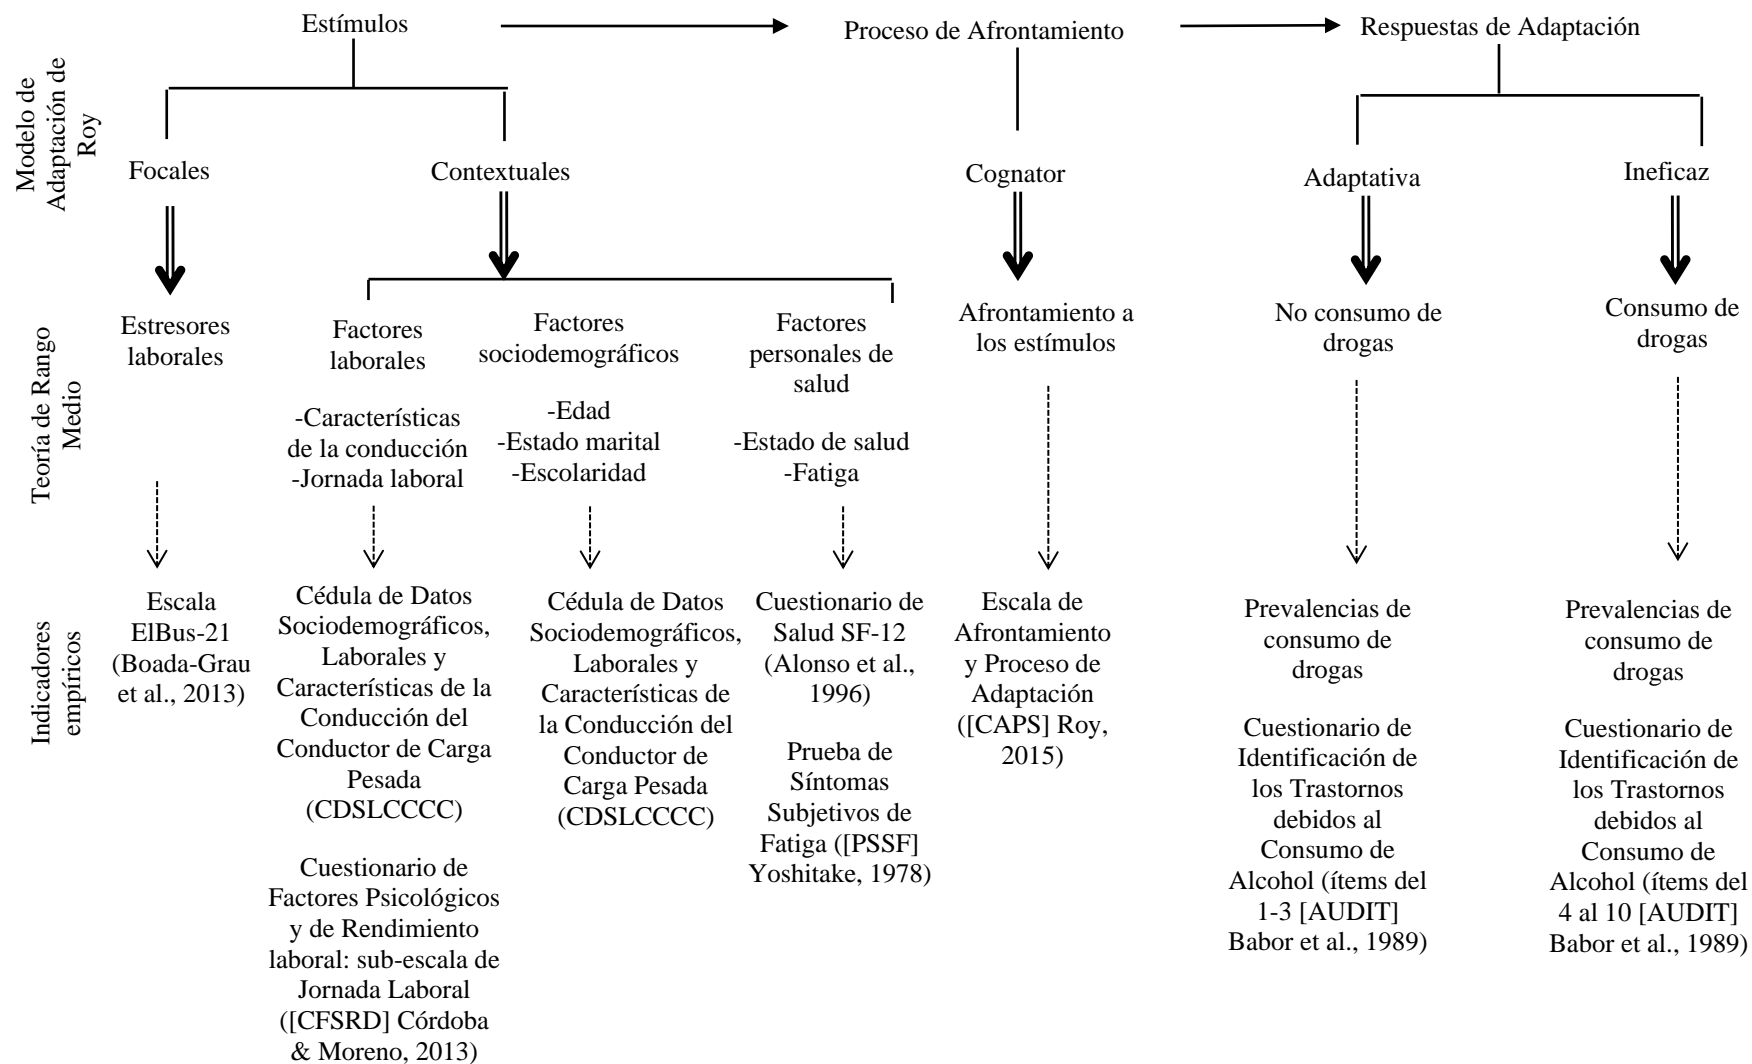 Estímulos
Proceso de Afrontamiento
Respuestas de Adaptación
Modelo de
Adaptación de
Roy
Focales
Contextuales
Cognator
Adaptativa
Ineficaz
Teoría de Rango
Medio
Estresores
laborales
Factores
laborales
-Características
de la conducción
-Jornada laboral
Factores
sociodemográficos
-Edad
-Estado marital
-Escolaridad
Factores
personales de
salud
-Estado de salud
-Fatiga
Afrontamiento a
los estímulos
No consumo de
drogas
Consumo de
drogas
Indicadores
empíricos
Escala
ElBus-21
(Boada-Grau
et al., 2013)
Cédula de Datos
Sociodemográficos,
Laborales y
Características de la
Conducción del
Conductor de Carga
Pesada
(CDSLCCCC)
Cuestionario de
Factores Psicológicos
y de Rendimiento
laboral: sub-escala de
Jornada Laboral
([CFSRD] Córdoba
& Moreno, 2013)
Cédula de Datos
Sociodemográficos,
Laborales y
Características de
la Conducción del
Conductor de
Carga Pesada
(CDSLCCCC)
Cuestionario de
Salud SF-12
(Alonso et al.,
1996)
Prueba de
Síntomas
Subjetivos de
Fatiga ([PSSF]
Yoshitake, 1978)
Escala de
Afrontamiento
y Proceso de
Adaptación
([CAPS] Roy,
2015)
Prevalencias de
consumo de
drogas
Cuestionario de
Identificación de
los Trastornos
debidos al
Consumo de
Alcohol (ítems del
1-3 [AUDIT]
Babor et al., 1989)
Prevalencias de
consumo de
drogas
Cuestionario de
Identificación de
los Trastornos
debidos al
Consumo de
Alcohol (ítems del
4 al 10 [AUDIT]
Babor et al., 1989)